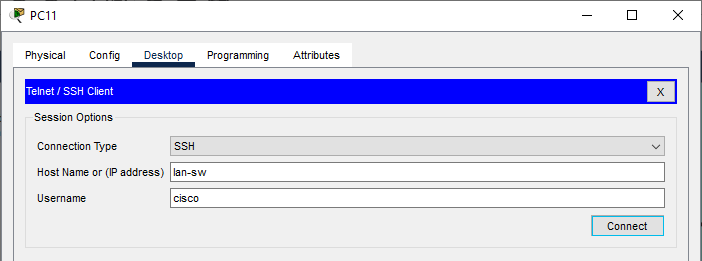 PC11
Physical Config Desktop Programming Attributes
Telnet / SSH Client X
Session Options
Connection Type SSH
Host Name or (IP address) lan-sw
Username cisco
Connect